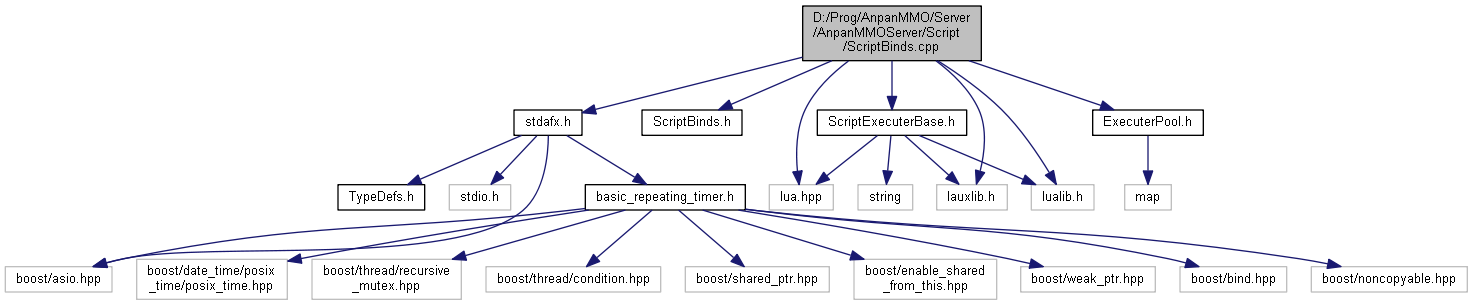 D:/Prog/AnpanMMO/Server
/AnpanMMOServer/Script
/ScriptBinds.cpp
stdafx.h
ScriptBinds.h
ScriptExecuterBase.h
ExecuterPool.h
TypeDefs.h
stdio.h
basic_repeating_timer.h
lua.hpp
string
lauxlib.h
lualib.h
map
boost/asio.hpp
boost/date_time/posix
_time/posix_time.hpp
boost/thread/recursive
_mutex.hpp
boost/thread/condition.hpp
boost/shared_ptr.hpp
boost/enable_shared
_from_this.hpp
boost/weak_ptr.hpp
boost/bind.hpp
boost/noncopyable.hpp